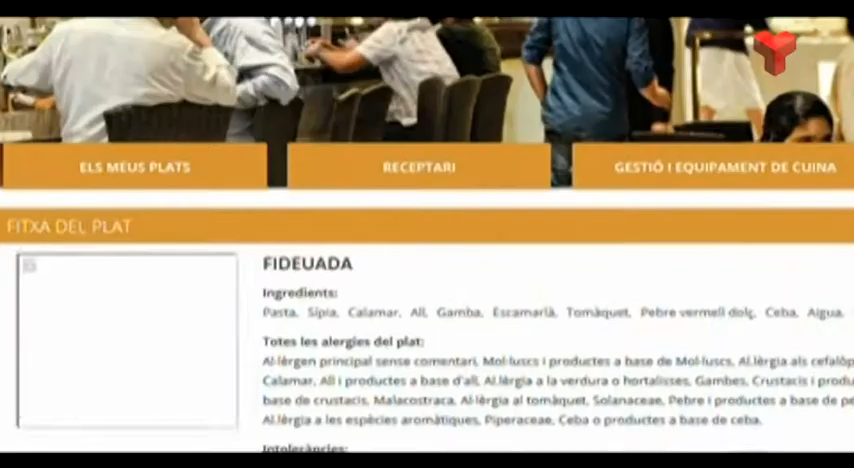 ELS MEUS PLATS
RECEPTARI
GESTIÓ I EQUIPAMENT DE CUINA
FITXA DEL PLAT
FIDEUADA
Ingredients:
Pasta, Sípia, Calamar, All, Gamba, Escamarlà, Tomàquet, Pebre vermell dolç, Ceba, Aigua,
Totes les alergies del plat:
Al·lèrgen principal sense comentari, Mol·luscs i productes a base de Mol·luscs, Al·lèrgia als cefalòp
Calamar, All i productes a base d'all, Al·lèrgia a la verdura o hortalisses, Gambes, Crustacis i produ
base de crustacis, Malacostraca, Al·lèrgia al tomàquet, Solanaceae, Pebre i productes a base de pe
Al·lèrgia a les espècies aromàtiques, Piperaceae, Ceba o productes a base de ceba.
Intoleràncies: